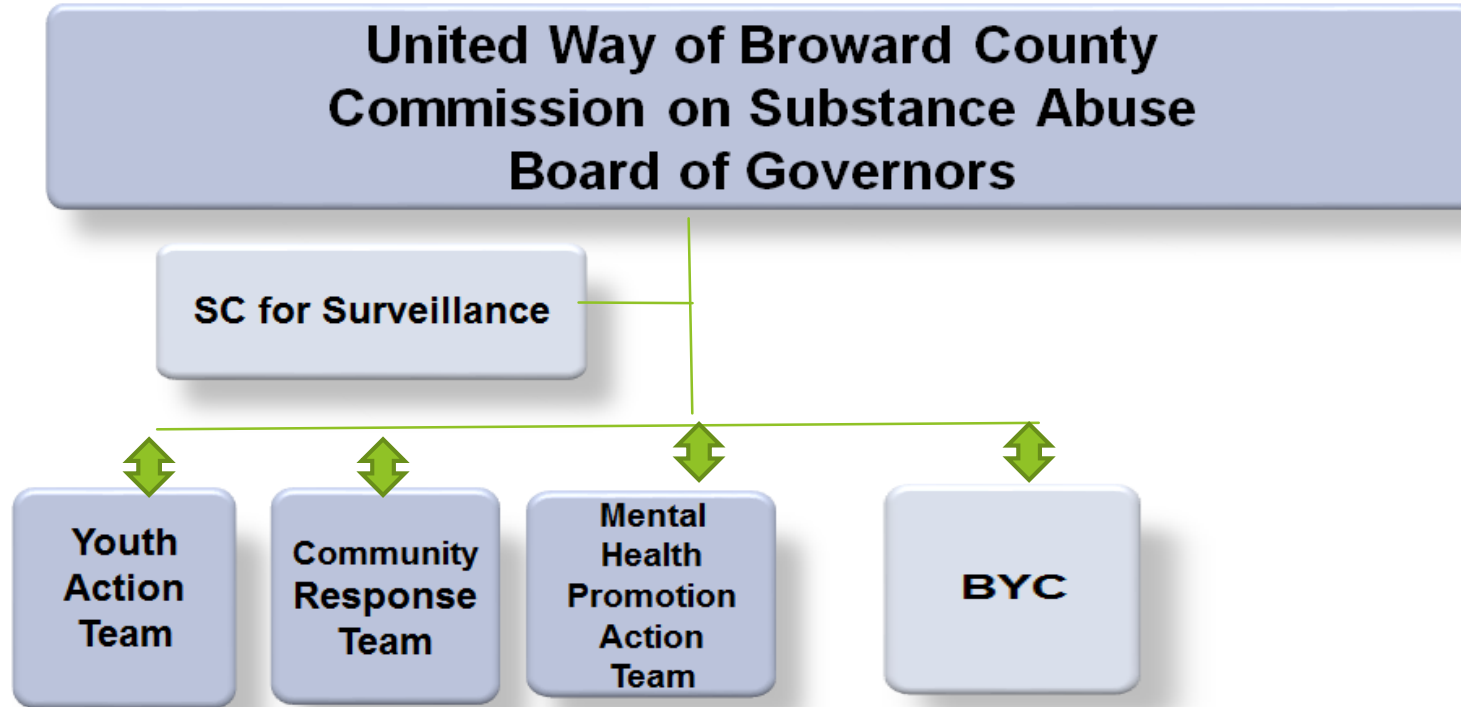 United Way of Broward County
Commission on Substance Abuse
Board of Governors
SC for Surveillance
Youth
Action
Team
Community
Response
Team
Mental
Health
Promotion
Action
Team
BYC